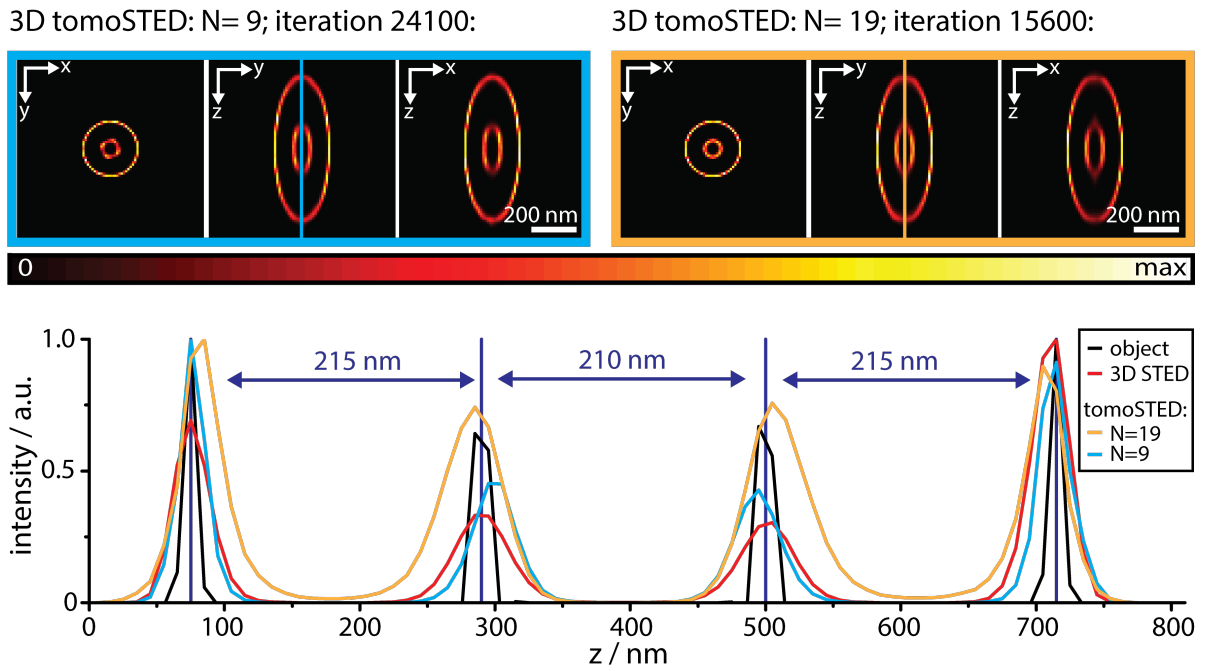 3D tomoSTED: N= 9; iteration 24100:
3D tomoSTED: N= 19; iteration 15600:
x
y
y
z
x
z
200 nm
x
y
y
z
x
z
200 nm
0
max
1.0
0.5
0
intensity / a.u.
215 nm
210 nm
215 nm
object
3D STED
tomoSTED:
N=19
N=9
0
100
200
300
400
500
600
700
800
z / nm